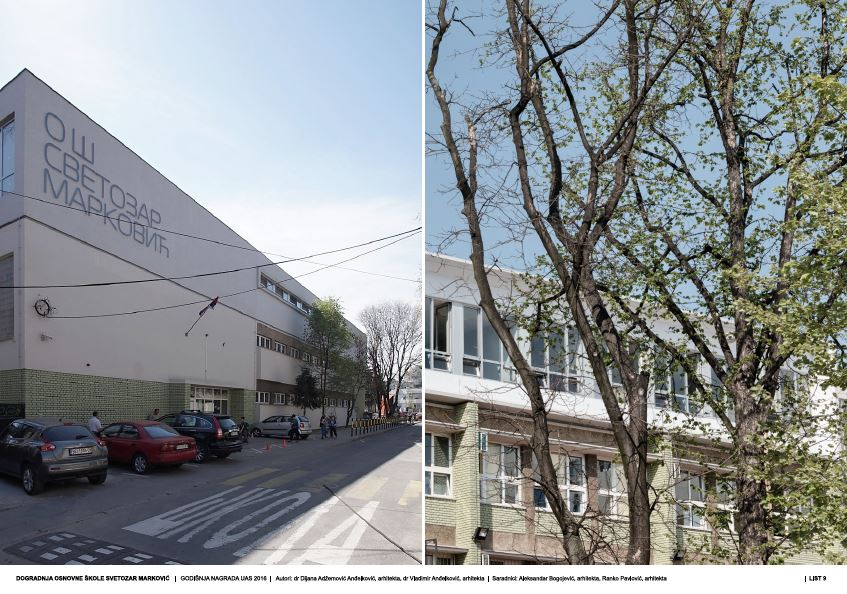 ОШ
СВЕТОЗАР
МАРКОВИЋ
ШКОЛА
DOGRADNJA OSNOVNE ŠKOLE SVETOZAR MARKOVIĆ | GODIŠNJA NAGRADA UAS 2016 | Autori: dr Dijana Adžemović Anđelković, arhitekta, dr Vladimir Anđelković, arhitekta | Saradnici: Aleksandar Bogojević, arhitekta, Ranko Pavlović, arhitekta | LIST 9